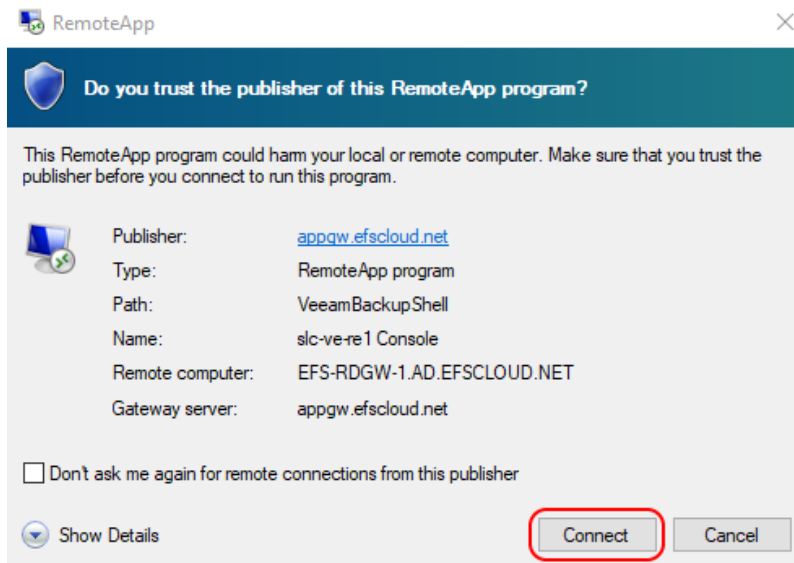 RemoteApp
Do you trust the publisher of this RemoteApp program?
This RemoteApp program could harm your local or remote computer. Make sure that you trust the
publisher before you connect to run this program.
Publisher: appgw.efscloud.net
Type: RemoteApp program
Path: VeeamBackupShell
Name: slc-ve-re1 Console
Remote computer: EFS-RDGW-1.AD.EFSCLOUD.NET
Gateway server: appgw.efscloud.net
Don't ask me again for remote connections from this publisher
Show Details Connect Cancel